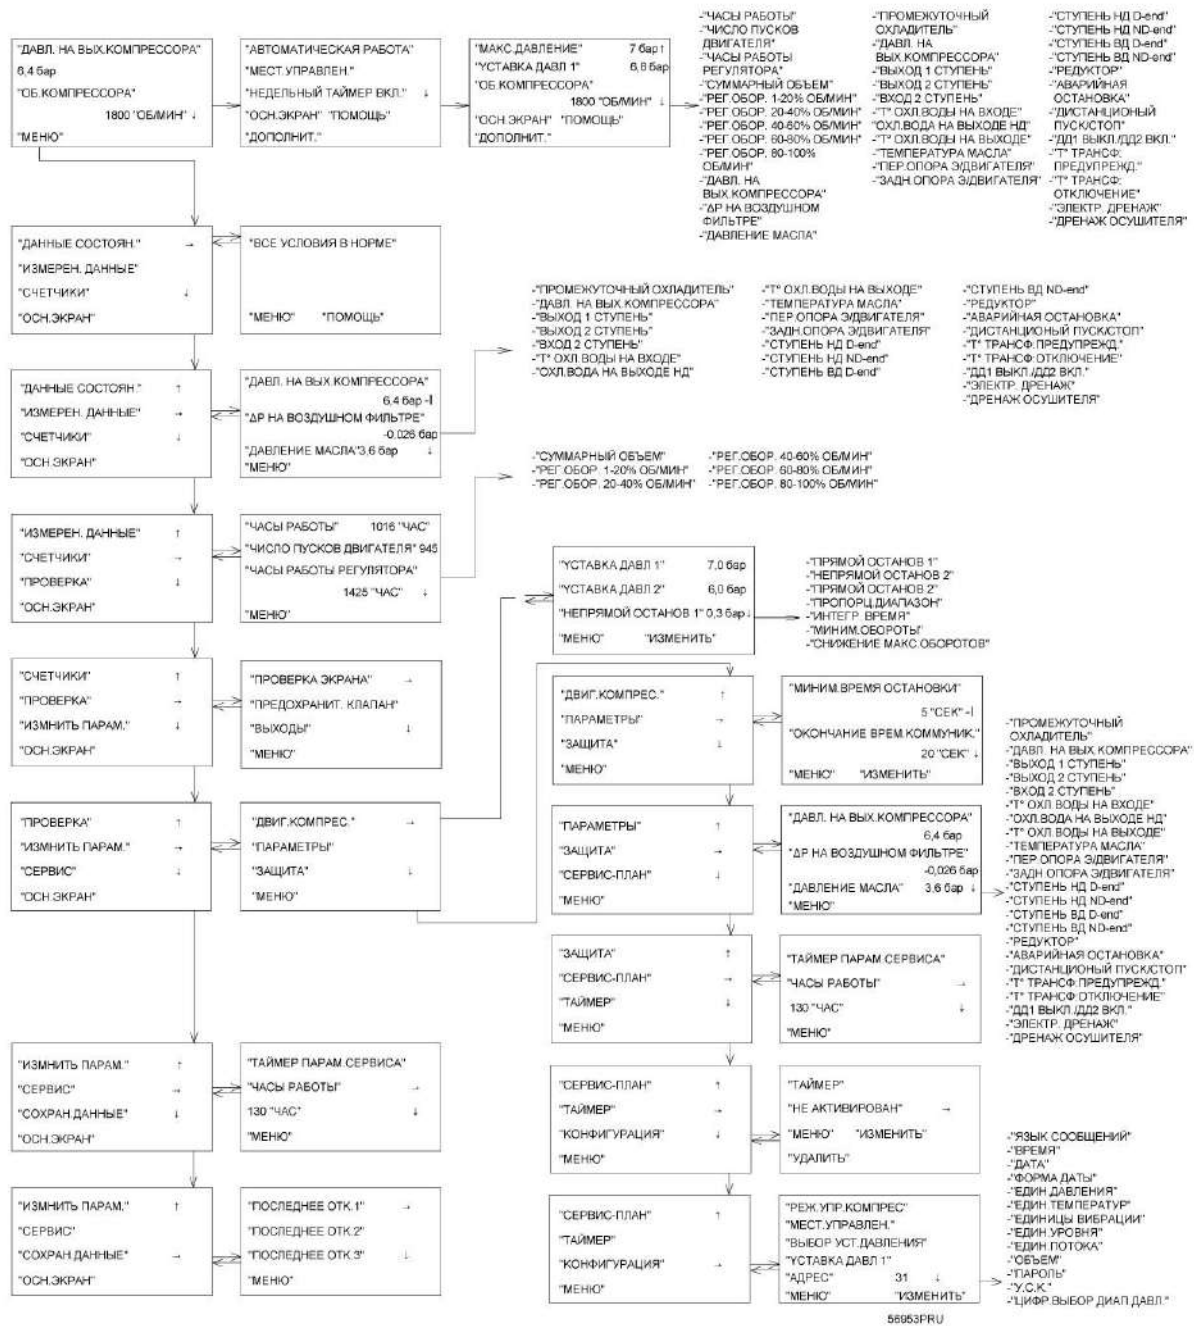 "ДАВЛ. НА ВЫХ.КОМПРЕССОРА"
6,4 бар
"ОБ.КОМПРЕССОРА"
1800 "ОБ/МИН" ↓
"МЕНЮ"
"АВТОМАТИЧЕСКАЯ РАБОТА"
"МЕСТ.УПРАВЛЕН."
"НЕДЕЛЬНЫЙ ТАЙМЕР ВКЛ." ↓
"ОСН.ЭКРАН" "ПОМОЩЬ"
"ДОПОЛНИТ."
"МАКС.ДАВЛЕНИЕ" 7 бар↑
"УСТАВКА ДАВЛ 1" 6,8 бар
"ОБ.КОМПРЕССОРА"
1800 "ОБ/МИН" ↓
"ОСН.ЭКРАН" "ПОМОЩЬ"
"ДОПОЛНИТ."
-"ЧАСЫ РАБОТЫ"
-"ЧИСЛО ПУСКОВ
ДВИГАТЕЛЯ"
-"ЧАСЫ РАБОТЫ
РЕГУЛЯТОРА"
-"СУММАРНЫЙ ОБЪЕМ"
-"РЕГ.ОБОР. 1-20% ОБ/МИН"
-"РЕГ.ОБОР. 20-40% ОБ/МИН"
-"РЕГ.ОБОР. 40-60% ОБ/МИН"
-"РЕГ.ОБОР. 60-80% ОБ/МИН"
-"РЕГ.ОБОР. 80-100%
ОБ/МИН"
-"ДАВЛ. НА
ВЫХ.КОМПРЕССОРА"
-"ΔР НА ВОЗДУШНОМ
ФИЛЬТРЕ"
-"ДАВЛЕНИЕ МАСЛА"
-"ПРОМЕЖУТОЧНЫЙ
ОХЛАДИТЕЛЬ"
-"ДАВЛ. НА
ВЫХ.КОМПРЕССОРА"
-"ВЫХОД 1 СТУПЕНЬ"
-"ВЫХОД 2 СТУПЕНЬ"
-"ВХОД 2 СТУПЕНЬ"
-"Т° ОХЛ.ВОДЫ НА ВХОДЕ"
"ОХЛ.ВОДА НА ВЫХОДЕ НД"
-"Т° ОХЛ.ВОДЫ НА ВЫХОДЕ"
-"ТЕМПЕРАТУРА МАСЛА"
-"ПЕР.ОПОРА Э/ДВИГАТЕЛЯ"
-"ЗАДН.ОПОРА Э/ДВИГАТЕЛЯ"
-"СТУПЕНЬ НД D-end"
-"СТУПЕНЬ НД ND-end"
-"СТУПЕНЬ ВД D-end"
-"СТУПЕНЬ ВД ND-end"
-"РЕДУКТОР"
-"АВАРИЙНАЯ
ОСТАНОВКА"
-"ДИСТАНЦИОНЫЙ
ПУСК/СТОП"
-"ДД1 ВЫКЛ./ДД2 ВКЛ."
-"Т° ТРАНСФ:
ПРЕДУПРЕЖД."
-"Т° ТРАНСФ:
ОТКЛЮЧЕНИЕ"
-"ЭЛЕКТР. ДРЕНАЖ"
-"ДРЕНАЖ ОСУШИТЕЛЯ"
"ДАННЫЕ СОСТОЯН." →
"ИЗМЕРЕН. ДАННЫЕ"
"СЧЕТЧИКИ" ↓
"ОСН.ЭКРАН"
"ВСЕ УСЛОВИЯ В НОРМЕ"
"МЕНЮ" "ПОМОЩЬ"
"ДАННЫЕ СОСТОЯН." ↑
"ИЗМЕРЕН. ДАННЫЕ" →
"СЧЕТЧИКИ" ↓
"ОСН.ЭКРАН"
"ДАВЛ. НА ВЫХ.КОМПРЕССОРА"
6,4 бар -|
"ΔР НА ВОЗДУШНОМ ФИЛЬТРЕ"
-0,026 бар
"ДАВЛЕНИЕ МАСЛА"3,6 бар ↓
"МЕНЮ"
-"ПРОМЕЖУТОЧНЫЙ ОХЛАДИТЕЛЬ"
-"ДАВЛ. НА ВЫХ.КОМПРЕССОРА"
-"ВЫХОД 1 СТУПЕНЬ"
-"ВЫХОД 2 СТУПЕНЬ"
-"ВХОД 2 СТУПЕНЬ"
-"Т° ОХЛ.ВОДЫ НА ВХОДЕ"
-"ОХЛ.ВОДА НА ВЫХОДЕ НД"
-"Т° ОХЛ.ВОДЫ НА ВЫХОДЕ"
-"ТЕМПЕРАТУРА МАСЛА"
-"ПЕР.ОПОРА Э/ДВИГАТЕЛЯ"
-"ЗАДН.ОПОРА Э/ДВИГАТЕЛЯ"
-"СТУПЕНЬ НД D-end"
-"СТУПЕНЬ НД ND-end"
-"СТУПЕНЬ ВД D-end"
-"СТУПЕНЬ ВД ND-end"
-"РЕДУКТОР"
-"АВАРИЙНАЯ ОСТАНОВКА"
-"ДИСТАНЦИОНЫЙ ПУСК/СТОП"
-"Т° ТРАНСФ:ПРЕДУПРЕЖД."
-"Т° ТРАНСФ:ОТКЛЮЧЕНИЕ"
-"ДД1 ВЫКЛ./ДД2 ВКЛ."
-"ЭЛЕКТР. ДРЕНАЖ"
-"ДРЕНАЖ ОСУШИТЕЛЯ"
"ИЗМЕРЕН. ДАННЫЕ" ↑
"СЧЕТЧИКИ" →
"ПРОВЕРКА" ↓
"ОСН.ЭКРАН"
"ЧАСЫ РАБОТЫ" 1016 "ЧАС"
"ЧИСЛО ПУСКОВ ДВИГАТЕЛЯ" 945
"ЧАСЫ РАБОТЫ РЕГУЛЯТОРА"
1425 "ЧАС" ↓
"МЕНЮ"
-"СУММАРНЫЙ ОБЪЕМ"
-"РЕГ.ОБОР. 1-20% ОБ/МИН"
-"РЕГ.ОБОР. 20-40% ОБ/МИН"
-"РЕГ.ОБОР. 40-60% ОБ/МИН"
-"РЕГ.ОБОР. 60-80% ОБ/МИН"
-"РЕГ.ОБОР. 80-100% ОБ/МИН"
"УСТАВКА ДАВЛ 1" 7,0 бар
"УСТАВКА ДАВЛ 2" 6,0 бар
"НЕПРЯМОЙ ОСТАНОВ 1" 0,3 бар↓
"МЕНЮ" "ИЗМЕНИТЬ"
-"ПРЯМОЙ ОСТАНОВ 1"
-"НЕПРЯМОЙ ОСТАНОВ 2"
-"ПРЯМОЙ ОСТАНОВ 2"
-"ПРОПОРЦ.ДИАПАЗОН"
-"ИНТЕГР. ВРЕМЯ"
-"МИНИМ.ОБОРОТЫ"
-"СНИЖЕНИЕ МАКС.ОБОРОТОВ"
"СЧЕТЧИКИ" ↑
"ПРОВЕРКА" →
"ИЗМНИТЬ ПАРАМ." ↓
"ОСН.ЭКРАН"
"ПРОВЕРКА ЭКРАНА" →
"ПРЕДОХРАНИТ. КЛАПАН"
"ВЫХОДЫ" ↓
"МЕНЮ"
"ДВИГ.КОМПРЕС." ↑
"ПАРАМЕТРЫ" →
"ЗАЩИТА" ↓
"МЕНЮ"
"МИНИМ.ВРЕМЯ ОСТАНОВКИ"
5 "СЕК" -|
"ОКОНЧАНИЕ ВРЕМ.КОММУНИК."
20 "СЕК" ↓
"МЕНЮ" "ИЗМЕНИТЬ"
"ПРОВЕРКА" ↑
"ИЗМНИТЬ ПАРАМ." →
"СЕРВИС" ↓
"ОСН.ЭКРАН"
"ДВИГ.КОМПРЕС." →
"ПАРАМЕТРЫ"
"ЗАЩИТА" ↓
"МЕНЮ"
"ПАРАМЕТРЫ" ↑
"ЗАЩИТА" →
"СЕРВИС-ПЛАН" ↓
"МЕНЮ"
"ДАВЛ. НА ВЫХ.КОМПРЕССОРА"
6,4 бар
"ΔР НА ВОЗДУШНОМ ФИЛЬТРЕ"
-0,026 бар
"ДАВЛЕНИЕ МАСЛА" 3,6 бар ↓
"МЕНЮ"
-"ПРОМЕЖУТОЧНЫЙ
ОХЛАДИТЕЛЬ"
-"ДАВЛ. НА ВЫХ.КОМПРЕССОРА"
-"ВЫХОД 1 СТУПЕНЬ"
-"ВЫХОД 2 СТУПЕНЬ"
-"ВХОД 2 СТУПЕНЬ"
-"Т° ОХЛ.ВОДЫ НА ВХОДЕ"
-"ОХЛ.ВОДА НА ВЫХОДЕ НД"
-"Т° ОХЛ.ВОДЫ НА ВЫХОДЕ"
-"ТЕМПЕРАТУРА МАСЛА"
-"ПЕР.ОПОРА Э/ДВИГАТЕЛЯ"
-"ЗАДН.ОПОРА Э/ДВИГАТЕЛЯ"
-"СТУПЕНЬ НД D-end"
-"СТУПЕНЬ НД ND-end"
-"СТУПЕНЬ ВД D-end"
-"СТУПЕНЬ ВД ND-end"
-"РЕДУКТОР"
-"АВАРИЙНАЯ ОСТАНОВКА"
-"ДИСТАНЦИОНЫЙ ПУСК/СТОП"
-"Т° ТРАНСФ:ПРЕДУПРЕЖД."
-"Т° ТРАНСФ:ОТКЛЮЧЕНИЕ"
-"ДД1 ВЫКЛ./ДД2 ВКЛ."
-"ЭЛЕКТР. ДРЕНАЖ"
-"ДРЕНАЖ ОСУШИТЕЛЯ"
"ЗАЩИТА" ↑
"СЕРВИС-ПЛАН" →
"ТАЙМЕР" ↓
"МЕНЮ"
"ТАЙМЕР ПАРАМ.СЕРВИСА"
"ЧАСЫ РАБОТЫ" →
130 "ЧАС" ↓
"МЕНЮ"
"ИЗМНИТЬ ПАРАМ." ↑
"СЕРВИС" →
"СОХРАН.ДАННЫЕ" ↓
"ОСН.ЭКРАН"
"ТАЙМЕР ПАРАМ.СЕРВИСА"
"ЧАСЫ РАБОТЫ" →
130 "ЧАС" ↓
"МЕНЮ"
"СЕРВИС-ПЛАН" ↑
"ТАЙМЕР" →
"КОНФИГУРАЦИЯ" ↓
"МЕНЮ"
"ТАЙМЕР"
"НЕ АКТИВИРОВАН" →
"МЕНЮ" "ИЗМЕНИТЬ"
"УДАЛИТЬ"
"ИЗМНИТЬ ПАРАМ." ↑
"СЕРВИС"
"СОХРАН.ДАННЫЕ" →
"ОСН.ЭКРАН"
"ПОСЛЕДНЕЕ ОТК.1" →
"ПОСЛЕДНЕЕ ОТК.2"
"ПОСЛЕДНЕЕ ОТК.3" ↓
"МЕНЮ"
"СЕРВИС-ПЛАН" ↑
"ТАЙМЕР"
"КОНФИГУРАЦИЯ" →
"МЕНЮ"
"РЕЖ.УПР.КОМПРЕС"
"МЕСТ.УПРАВЛЕН."
"ВЫБОР УСТ.ДАВЛЕНИЯ"
"УСТАВКА ДАВЛ 1"
"АДРЕС" 31 ↓
"МЕНЮ" "ИЗМЕНИТЬ"
-"ЯЗЫК СООБЩЕНИЙ"
-"ВРЕМЯ"
-"ДАТА"
-"ФОРМА ДАТЫ"
-"ЕДИН.ДАВЛЕНИЯ"
-"ЕДИН.ТЕМПЕРАТУР"
-"ЕДИНИЦЫ ВИБРАЦИИ"
-"ЕДИН.УРОВНЯ"
-"ЕДИН.ПОТОКА"
-"ОБЪЕМ"
-"ПАРОЛЬ"
-"У.С.К."
-"ЦИФР.ВЫБОР ДИАП ДАВЛ."
56953PRU